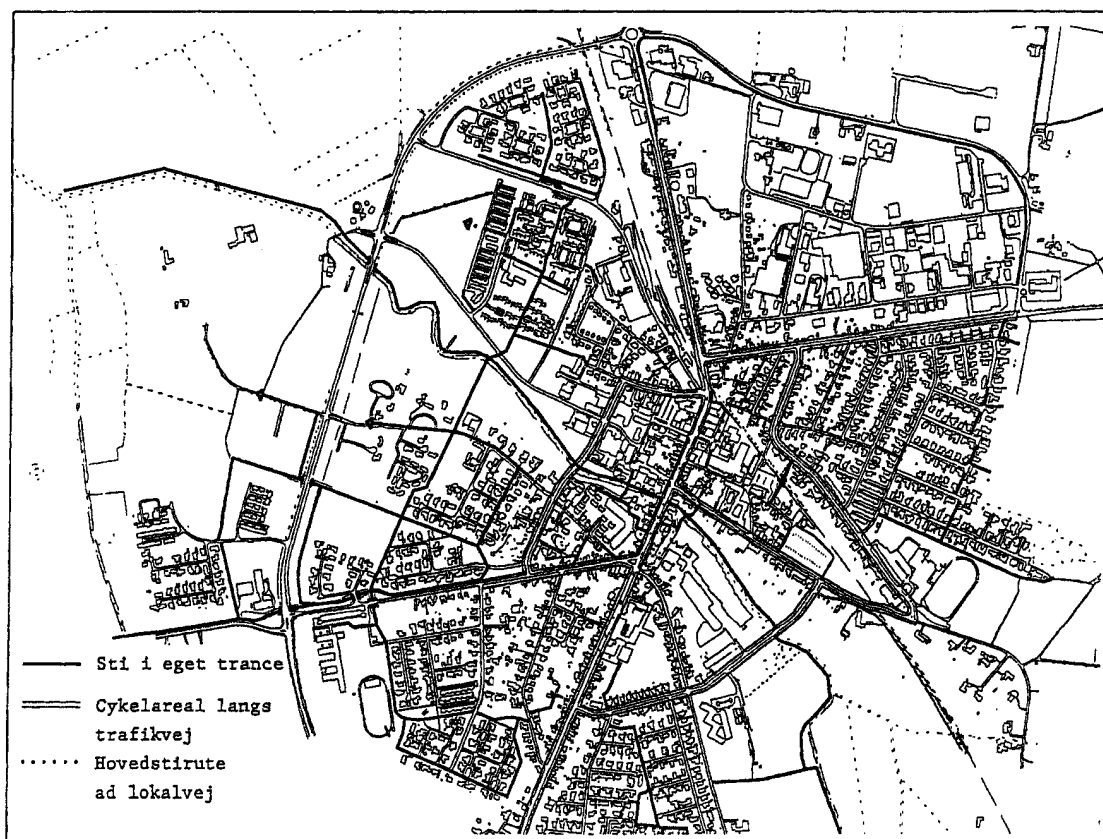 Sti i eget trance
Cykelareal langs
trafikvej
Hovedstirute
ad lokalvej